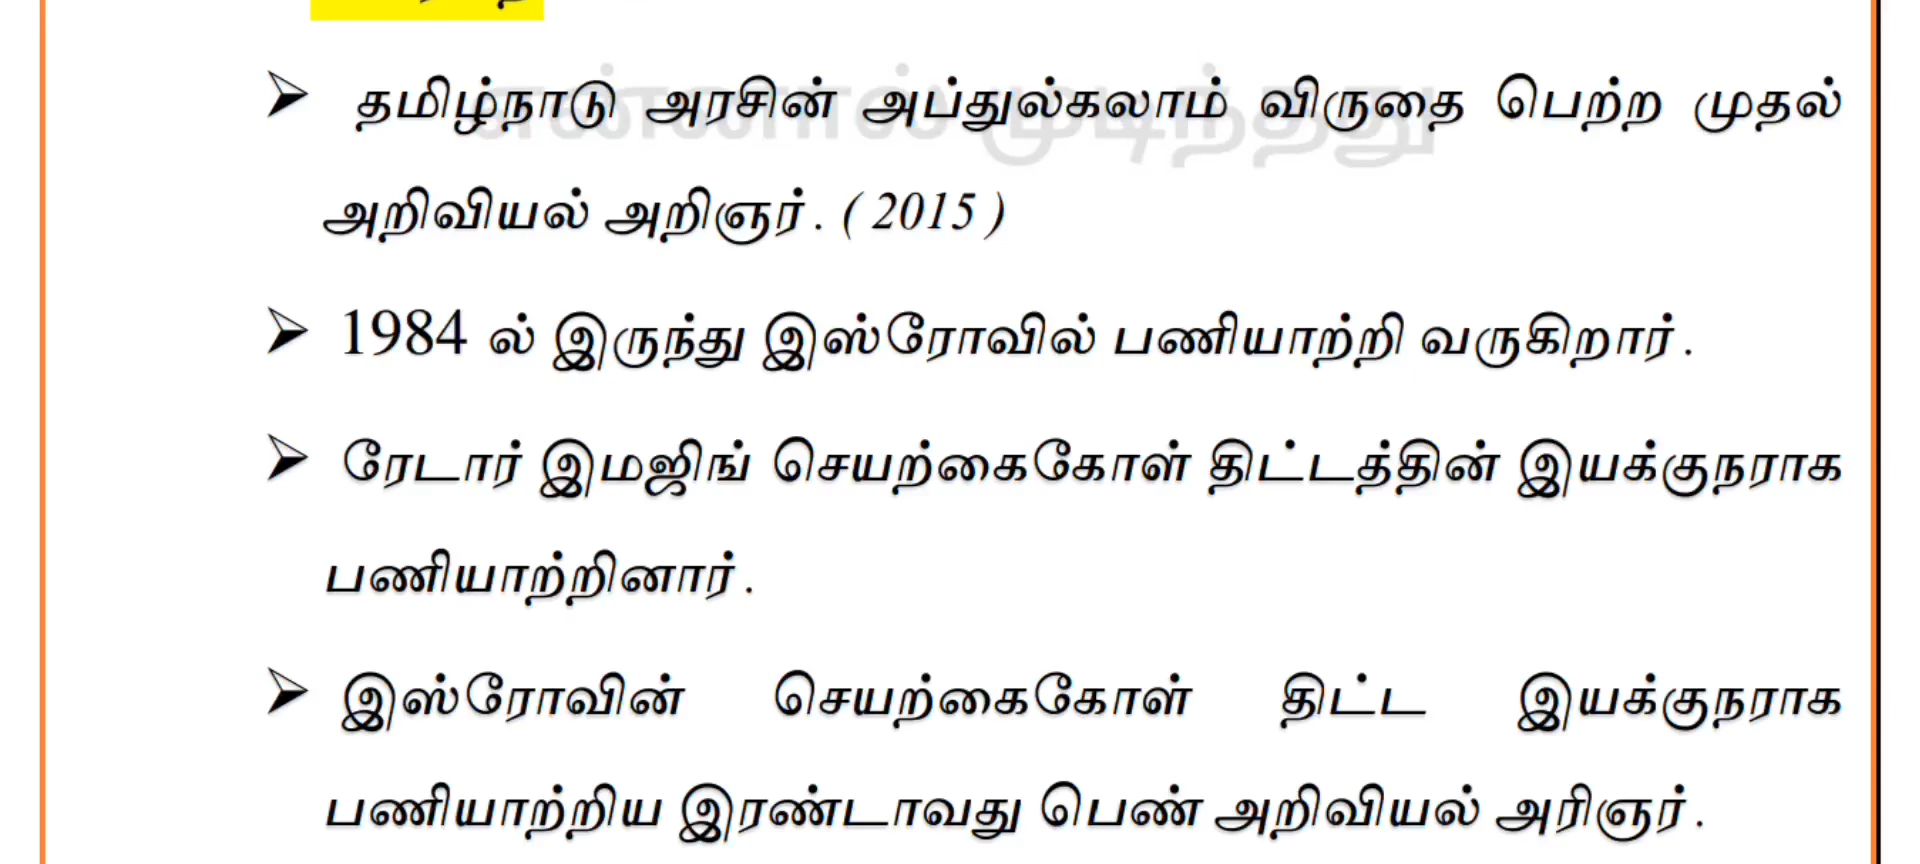 ➢ தமிழ்நாடு அரசின் அப்துல்கலாம் விருதை பெற்ற முதல்
அறிவியல் அறிஞர். ( 2015 )
➢ 1984 ல் இருந்து இஸ்ரோவில் பணியாற்றி வருகிறார்.
➢ ரேடார் இமஜிங் செயற்கைகோள் திட்டத்தின் இயக்குநராக
பணியாற்றினார்.
➢ இஸ்ரோவின் செயற்கைகோள் திட்ட இயக்குநராக
பணியாற்றிய இரண்டாவது பெண் அறிவியல் அரிஞர்.